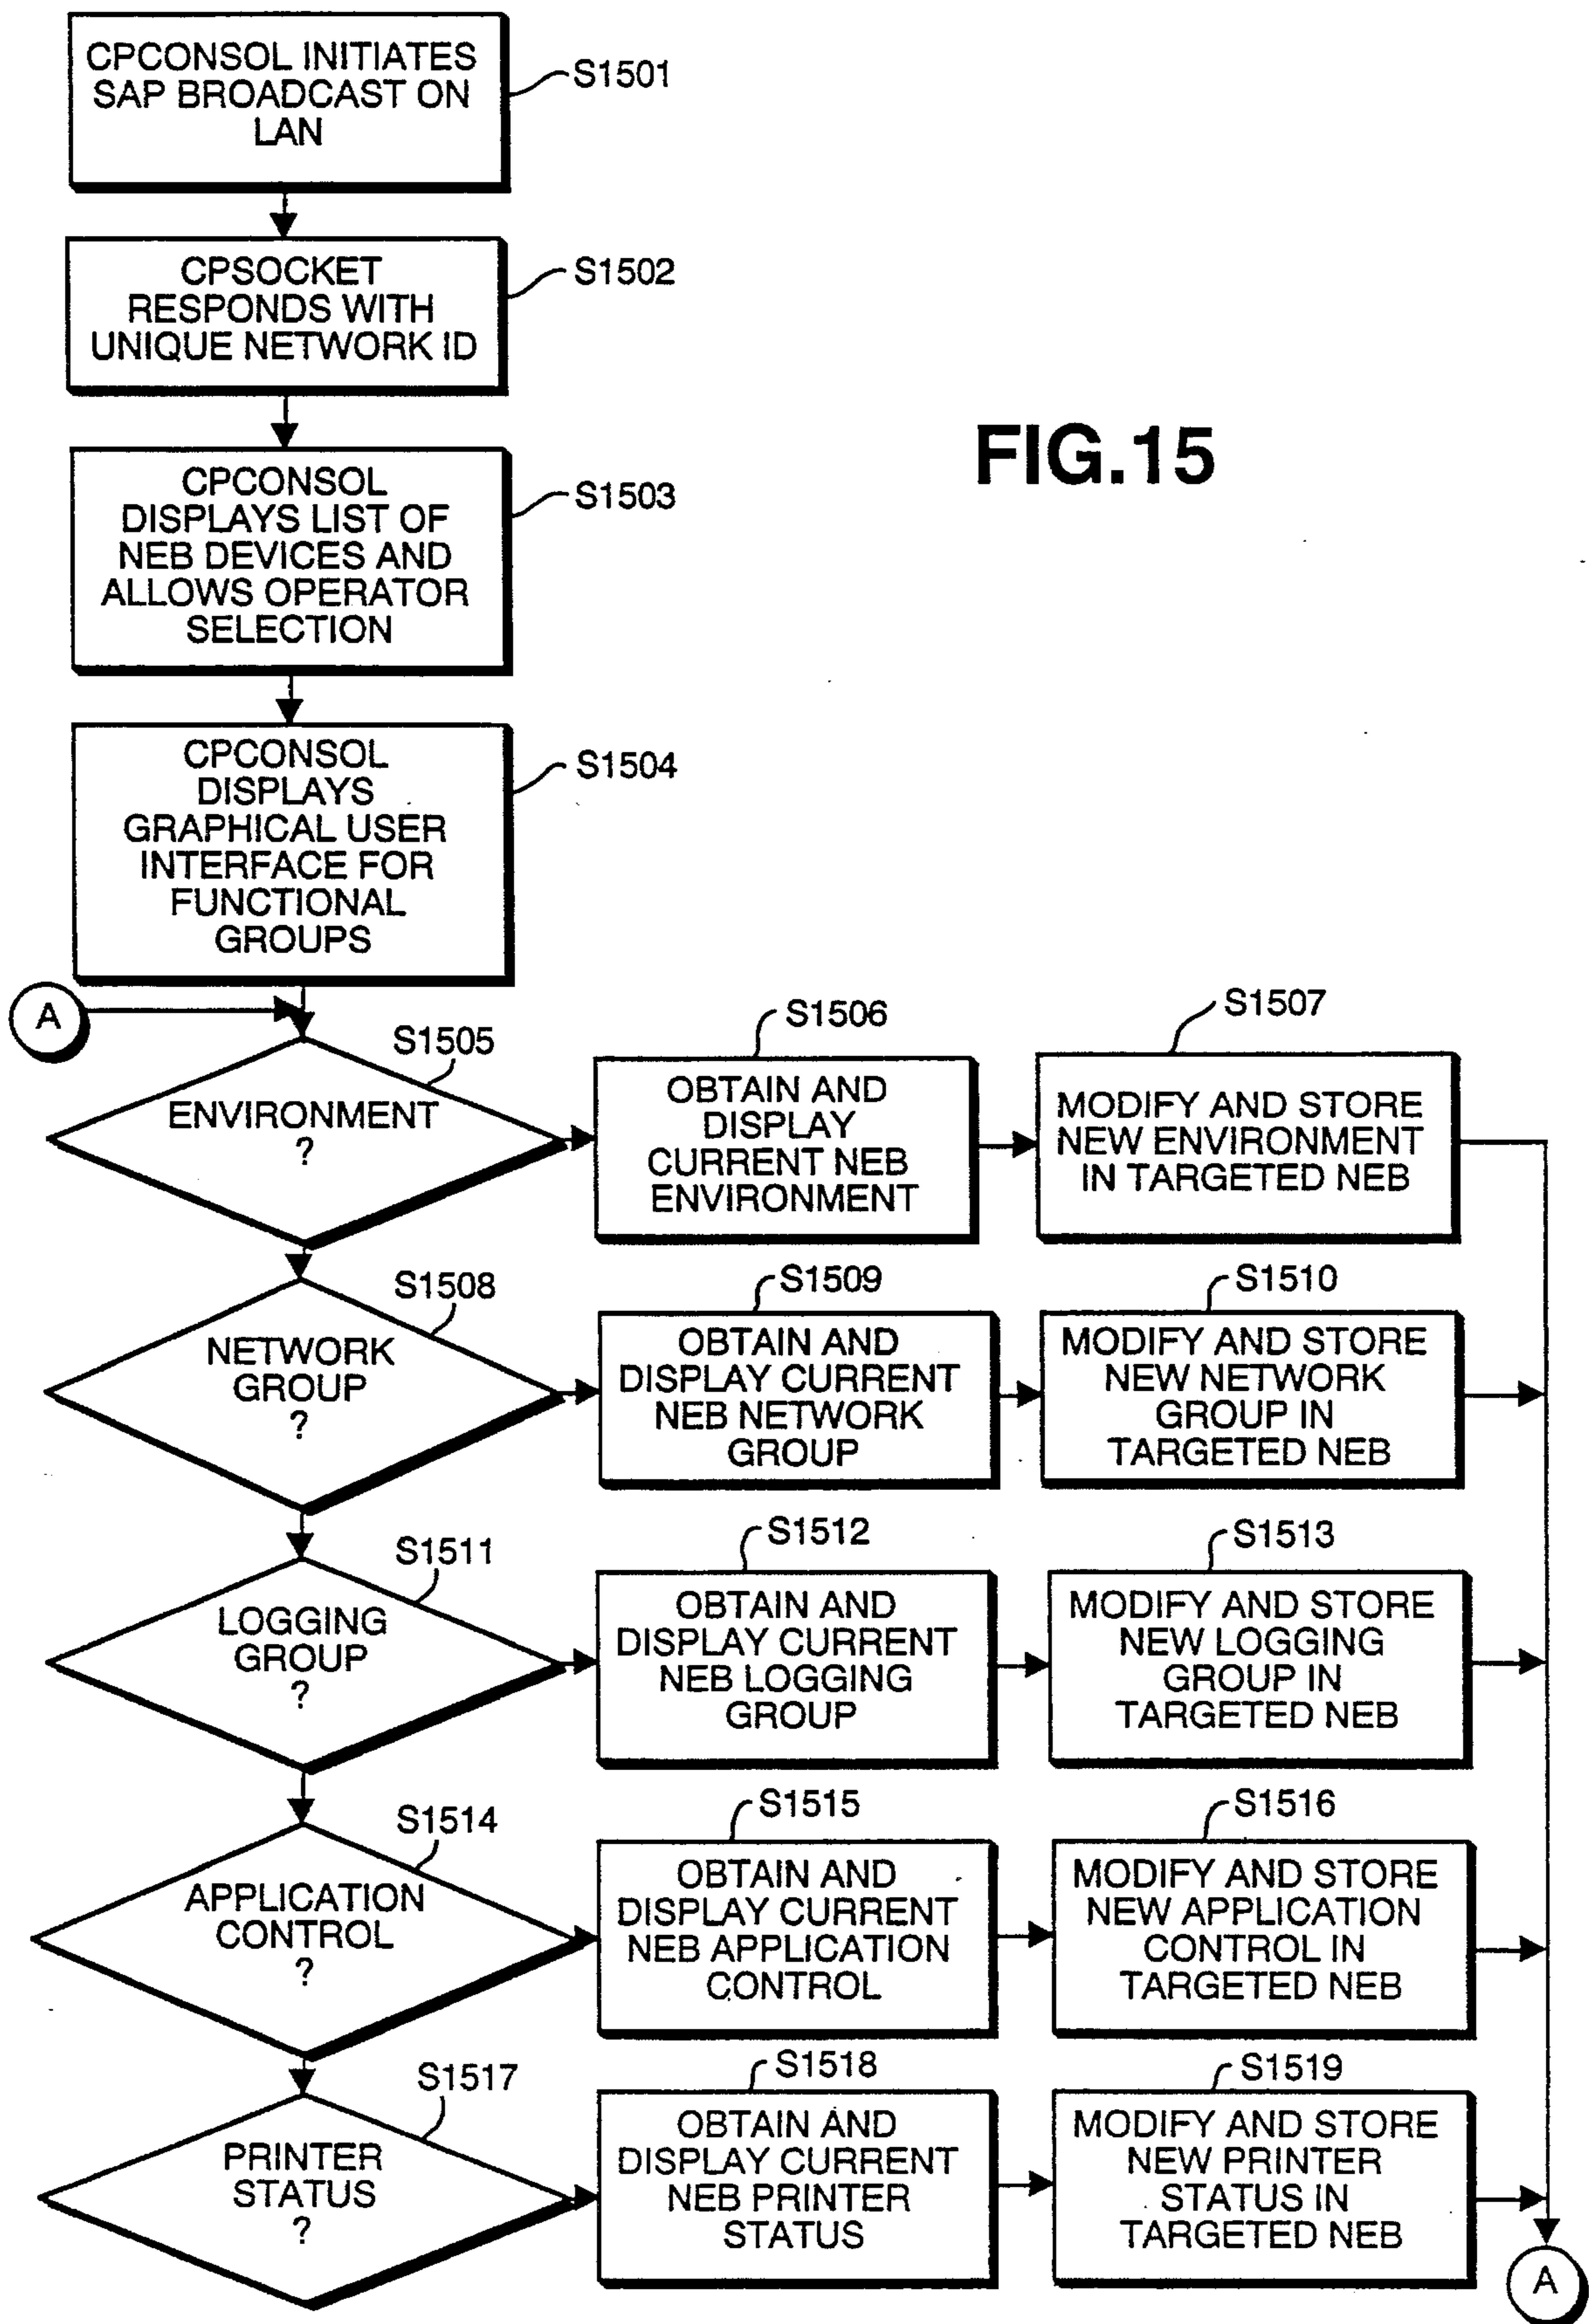 CPCONSOL INITIATES
SAP BROADCAST ON
LAN
S1501
CPSOCKET
RESPONDS WITH
UNIQUE NETWORK ID
S1502
FIG.15
CPCONSOL
DISPLAYS LIST OF
NEB DEVICES AND
ALLOWS OPERATOR
SELECTION
S1503
CPCONSOL
DISPLAYS
GRAPHICAL USER
INTERFACE FOR
FUNCTIONAL
GROUPS
S1504
A
S1505
ENVIRONMENT
?
S1506
OBTAIN AND
DISPLAY
CURRENT NEB
ENVIRONMENT
S1507
MODIFY AND STORE
NEW ENVIRONMENT
IN TARGETED NEB
S1508
NETWORK
GROUP
?
S1509
OBTAIN AND
DISPLAY CURRENT
NEB NETWORK
GROUP
S1510
MODIFY AND STORE
NEW NETWORK
GROUP IN
TARGETED NEB
S1511
LOGGING
GROUP
?
S1512
OBTAIN AND
DISPLAY CURRENT
NEB LOGGING
GROUP
S1513
MODIFY AND STORE
NEW LOGGING
GROUP IN
TARGETED NEB
S1514
APPLICATION
CONTROL
?
S1515
OBTAIN AND
DISPLAY CURRENT
NEB APPLICATION
CONTROL
S1516
MODIFY AND STORE
NEW APPLICATION
CONTROL IN
TARGETED NEB
S1517
PRINTER
STATUS
?
S1518
OBTAIN AND
DISPLAY CURRENT
NEB PRINTER
STATUS
S1519
MODIFY AND STORE
NEW PRINTER
STATUS IN
TARGETED NEB
A